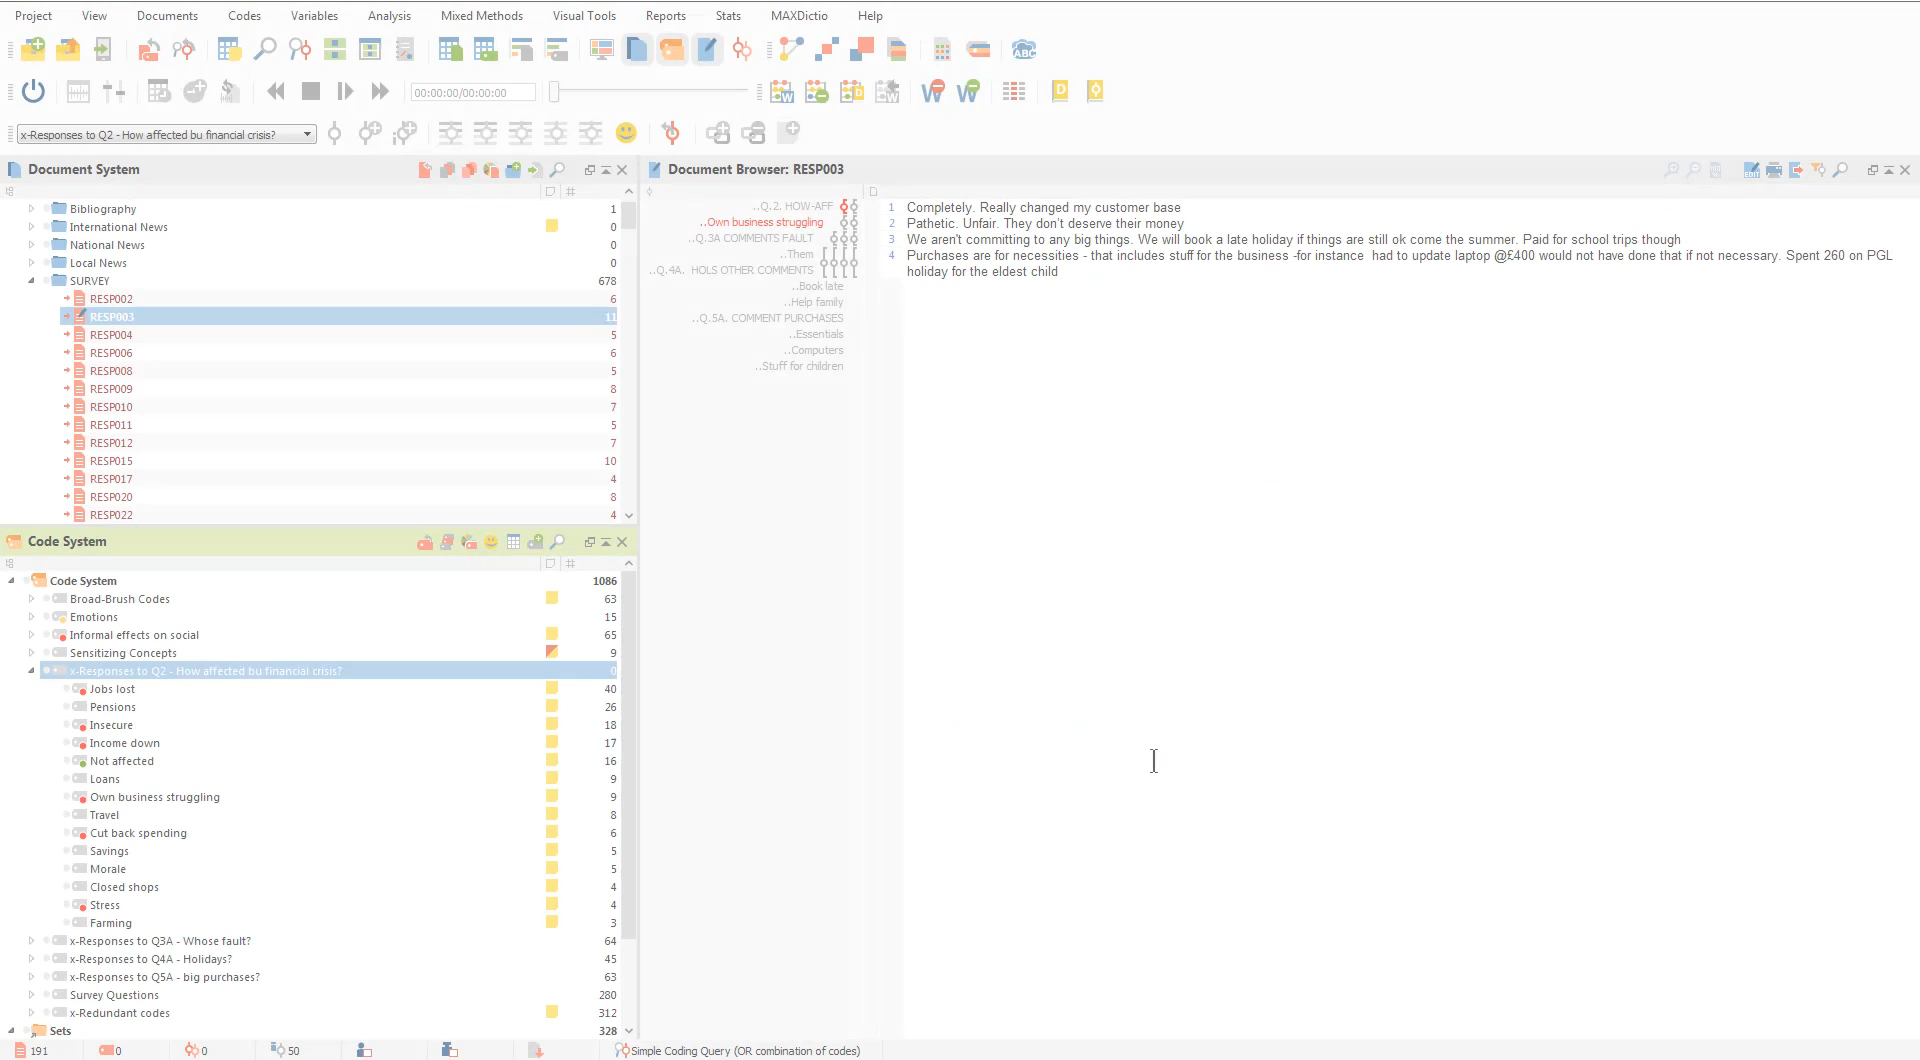 Project View Documents Codes Variables Analysis Mixed Methods Visual Tools Reports Stats MAXDictio Help
ABC
00:00:00/00:00:00
W D W W D
x-Responses to Q2 - How affected bu financial crisis?
Document System
#
Bibliography 1
International News 0
National News 0
Local News 0
SURVEY 678
RESP002 6
RESP003 11
RESP004 5
RESP006 6
RESP008 5
RESP009 8
RESP010 7
RESP011 5
RESP012 7
RESP015 10
RESP017 4
RESP020 8
RESP022 4
Code System
#
Code System 1086
Broad-Brush Codes 63
Emotions 15
Informal effects on social 65
Sensitizing Concepts 9
x-Responses to Q2 - How affected bu financial crisis? 0
Jobs lost 40
Pensions 26
Insecure 18
Income down 17
Not affected 16
Loans 9
Own business struggling 9
Travel 8
Cut back spending 6
Savings 5
Morale 5
Closed shops 4
Stress 4
Farming 3
x-Responses to Q3A - Whose fault? 64
x-Responses to Q4A - Holidays? 45
x-Responses to Q5A - big purchases? 63
Survey Questions 280
x-Redundant codes 312
Sets 328
Document Browser: RESP003
EDIT
..Q.2. HOW-AFF
..Own business struggling
..Q.3A COMMENTS FAULT
..Them
..Q.4A. HOLS OTHER COMMENTS
..Book late
..Help family
..Q.5A. COMMENT PURCHASES
..Essentials
..Computers
..Stuff for children
1 Completely. Really changed my customer base
2 Pathetic. Unfair. They don't deserve their money
3 We aren't committing to any big things. We will book a late holiday if things are still ok come the summer. Paid for school trips though
4 Purchases are for necessities - that includes stuff for the business -for instance had to update laptop @£400 would not have done that if not necessary. Spent 260 on PGL
holiday for the eldest child
191 0 0 50 Simple Coding Query (OR combination of codes)